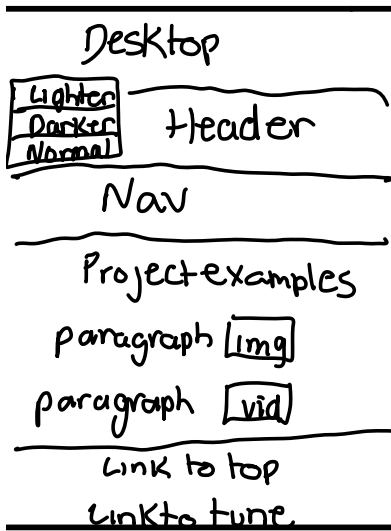 Desktop
Lighter
Darker
Normal
Header
Nav
Project examples
paragraph img
paragraph vid
Link to top
Link to tune